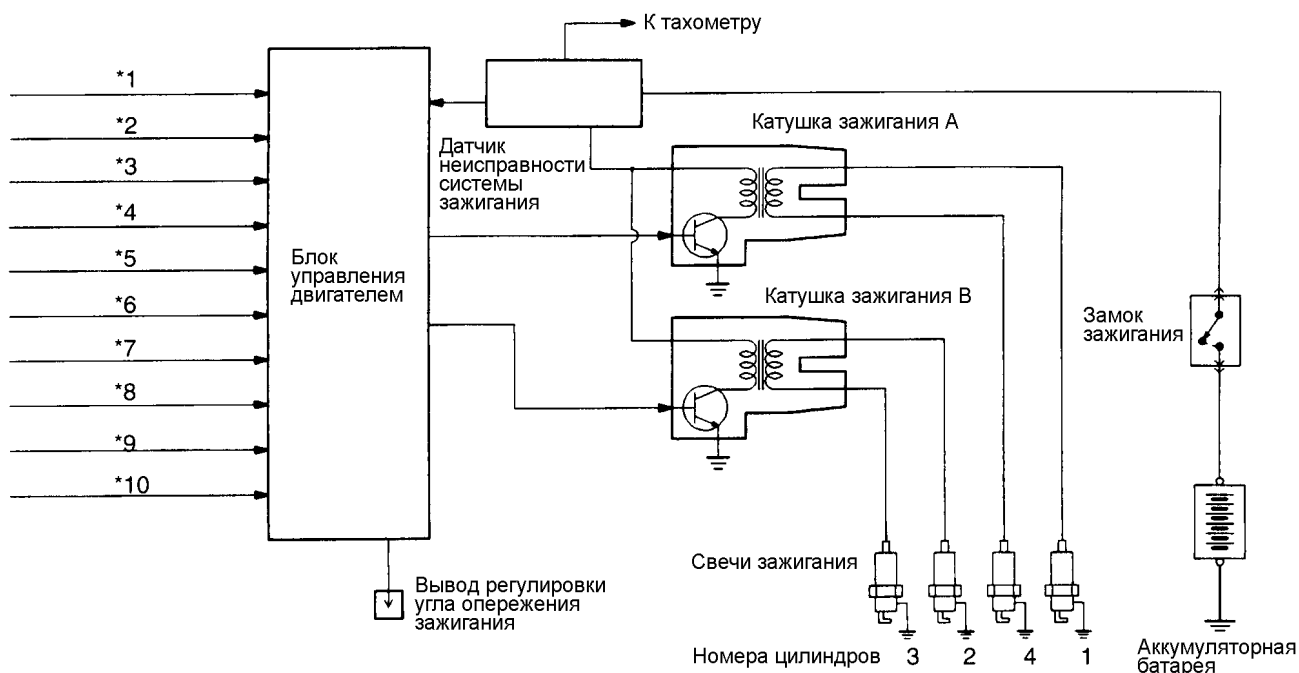 К тахометру
*1
*2
*3
*4
*5
*6
*7
*8
*9
*10
Блок
управления
двигателем
Датчик
неисправности
системы
зажигания
Катушка зажигания А
Катушка зажигания В
Замок
зажигания
Свечи зажигания
Вывод регулировки
угла опережения
зажигания
Номера цилиндров 3 2 4 1
Аккумуляторная
батарея